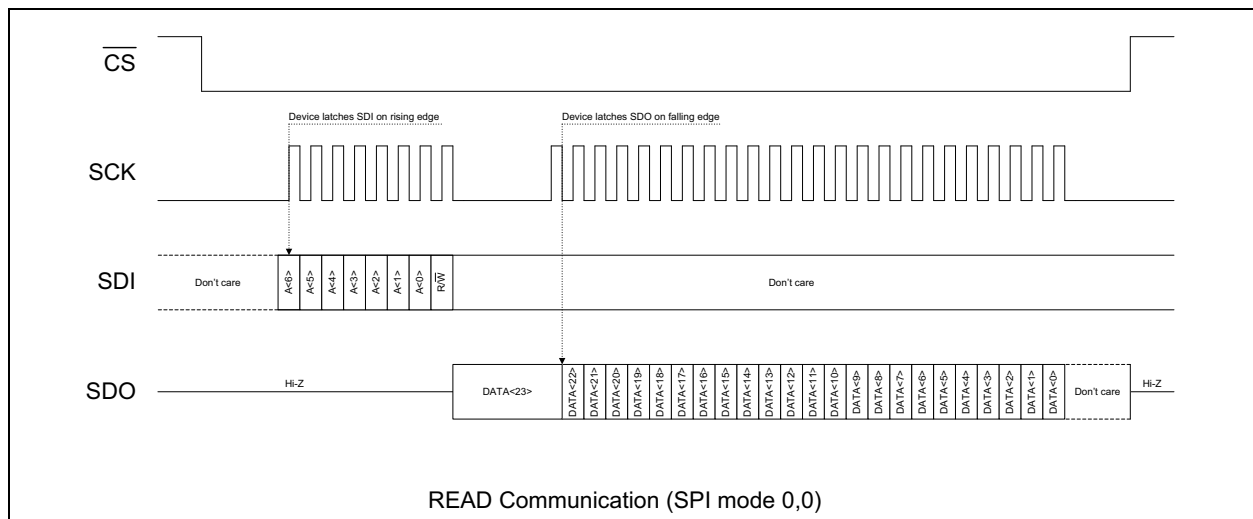 CS
Device latches SDI on rising edge
Device latches SDO on falling edge
SCK
SDI
Don't care
A<6>
A<5>
A<4>
A<3>
A<2>
A<1>
A<0>
R/W
Don't care
SDO
Hi-Z
DATA<23>
DATA<22>
DATA<21>
DATA<20>
DATA<19>
DATA<18>
DATA<17>
DATA<16>
DATA<15>
DATA<14>
DATA<13>
DATA<12>
DATA<11>
DATA<10>
DATA<9>
DATA<8>
DATA<7>
DATA<6>
DATA<5>
DATA<4>
DATA<3>
DATA<2>
DATA<1>
DATA<0>
Don't care
Hi-Z
READ Communication (SPI mode 0,0)